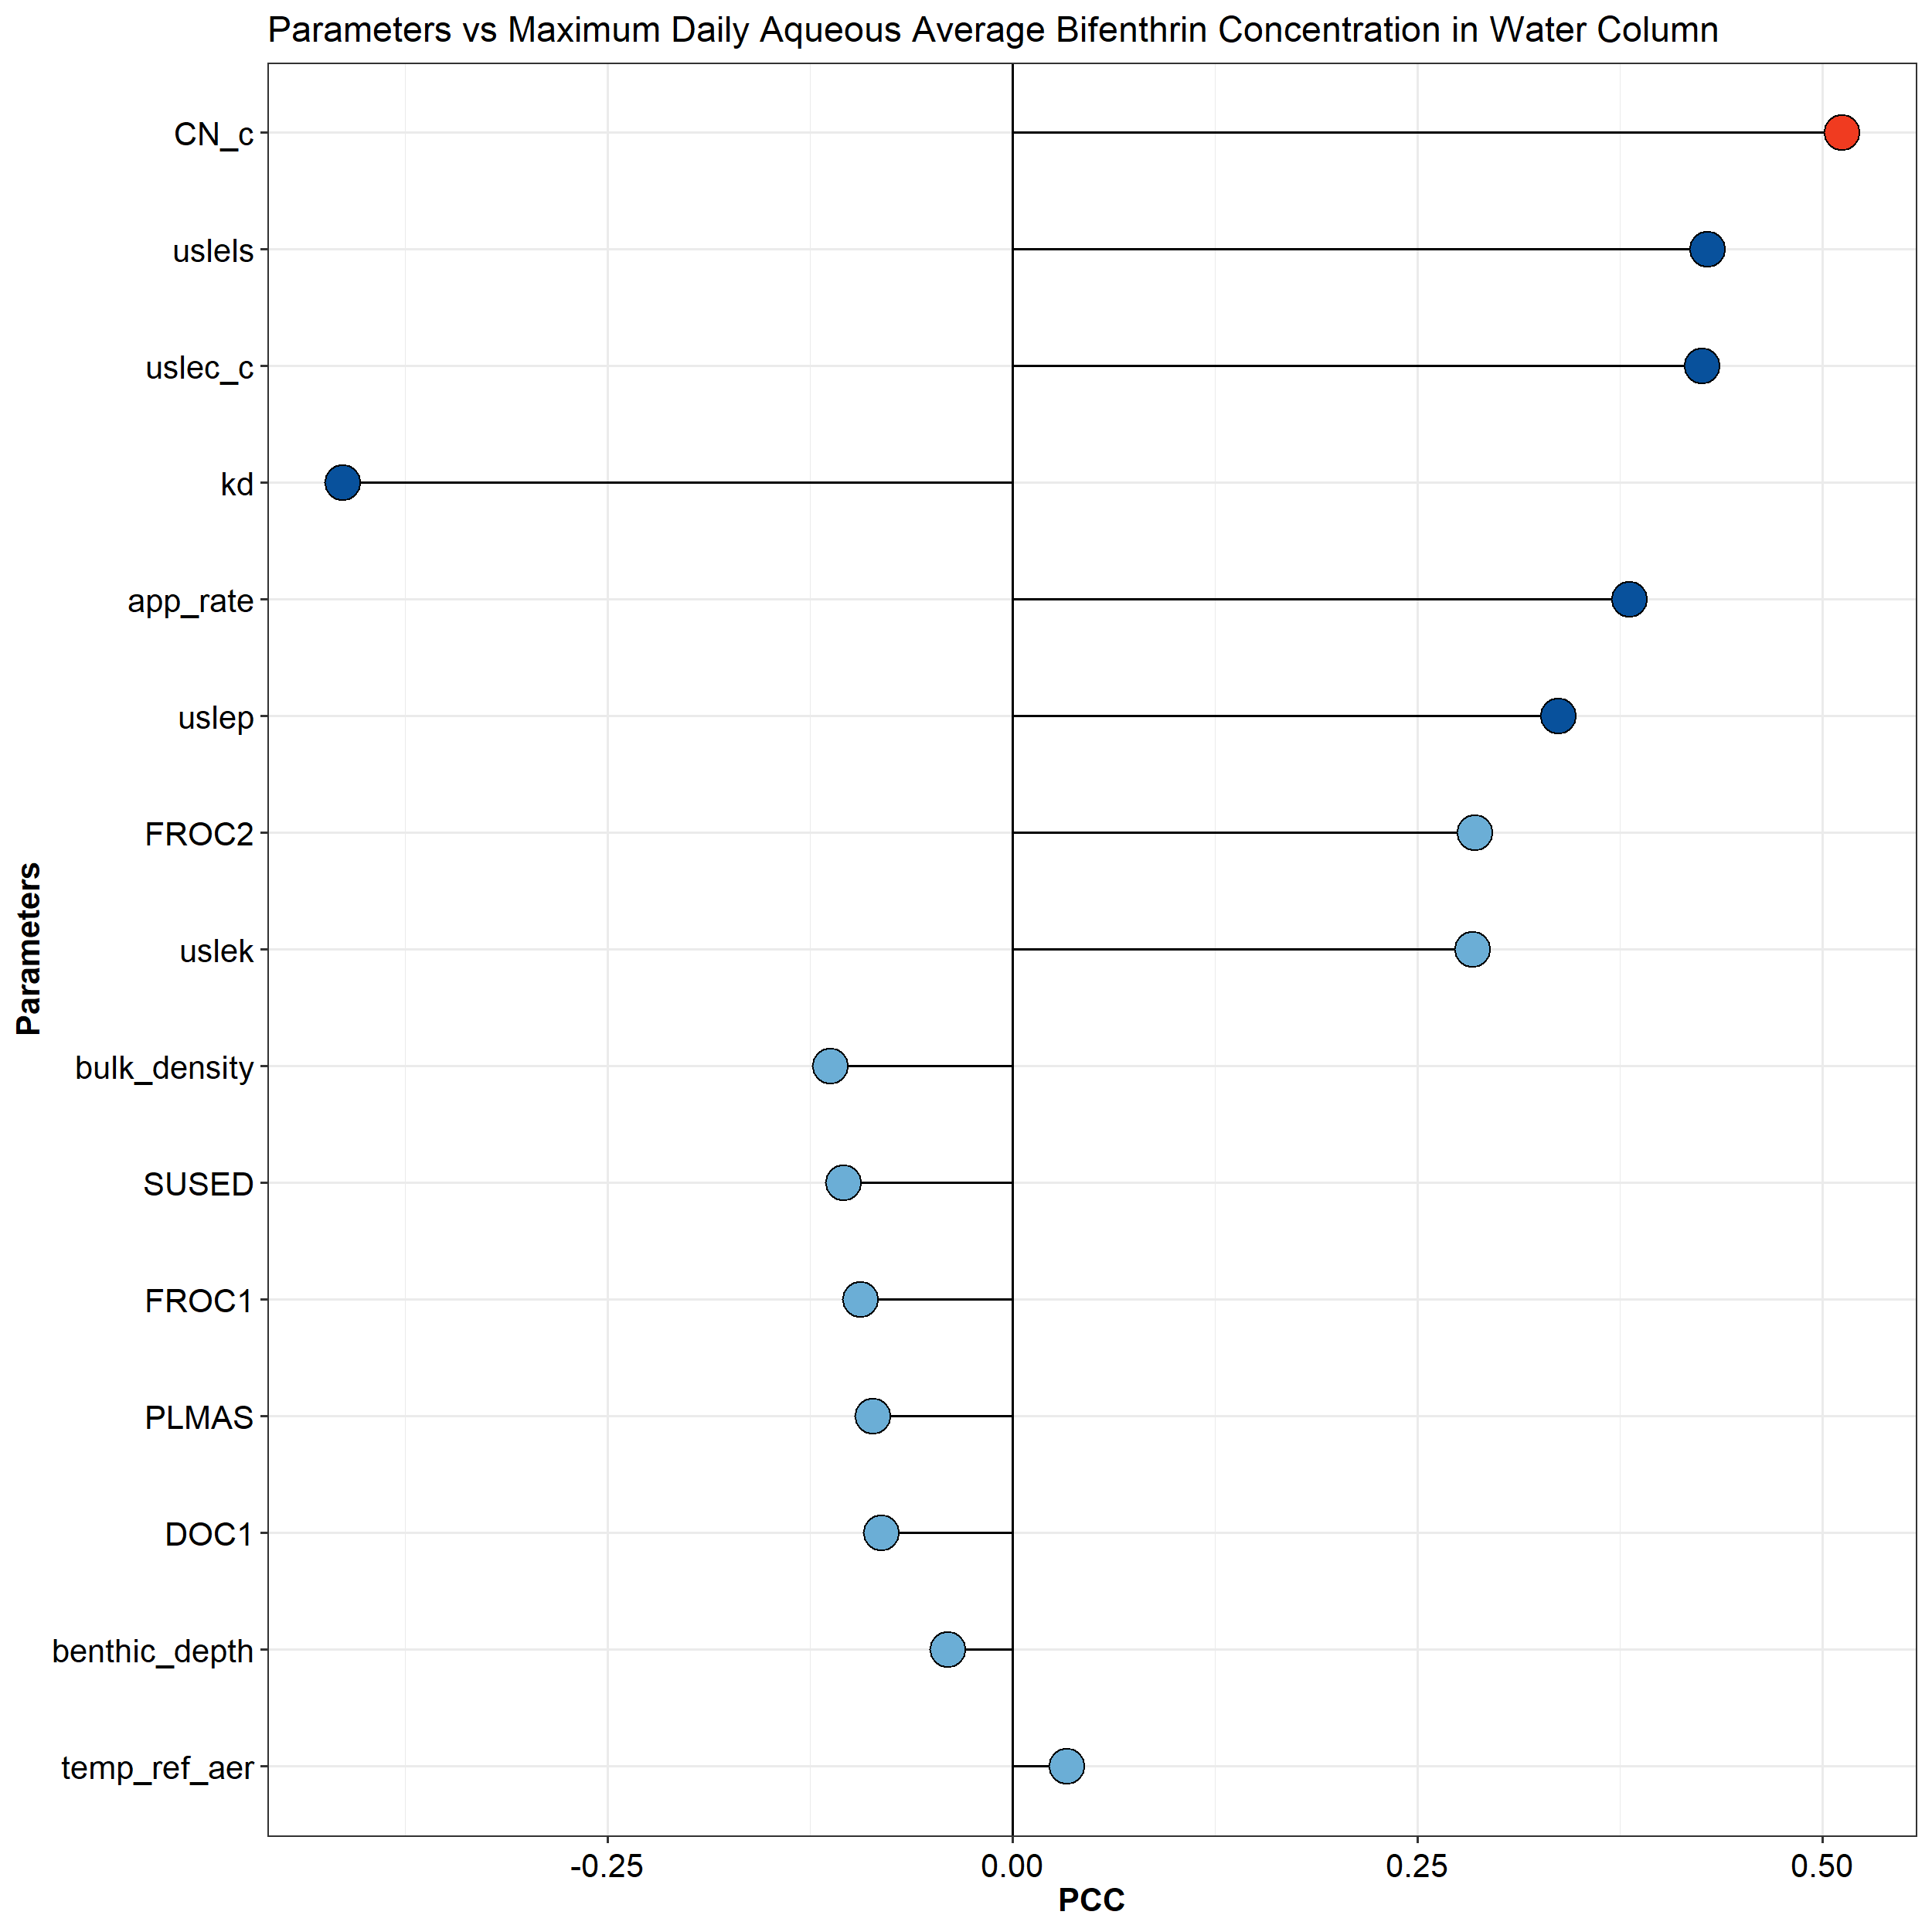 Parameters vs Maximum Daily Aqueous Average Bifenthrin Concentration in Water Column
CN_c
uslels
uslec_c
kd
app_rate
uslep
FROC2
uslek
bulk_density
SUSED
FROC1
PLMAS
DOC1
benthic_depth
temp_ref_aer
Parameters
-0.25 0.00 0.25 0.50
PCC